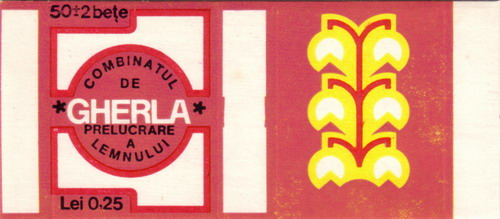 50±2 bețe
COMBINATUL
DE
*GHERLA*
PRELUCRARE
A
LEMNULUI
Lei 0.25